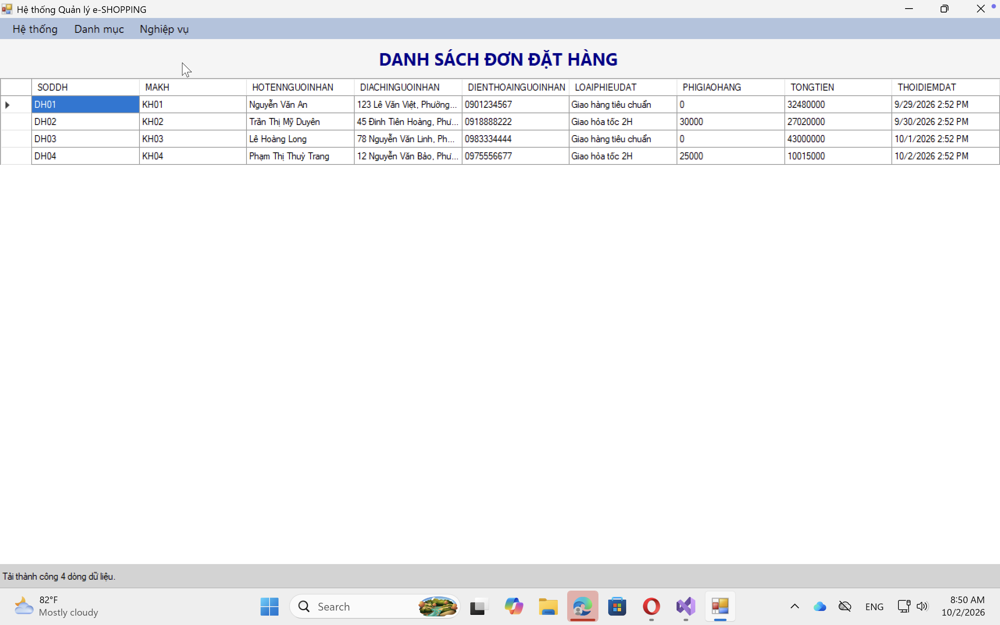 Hệ thống Quản lý e-SHOPPING
Hệ thống Danh mục Nghiệp vụ
DANH SÁCH ĐƠN ĐẶT HÀNG
SODDH MAKH HOTENNGUOINHAN DIACHINGUOINHAN DIENTHOAINGUOINHAN LOAIPHIEUDAT PHIGIAOHANG TONGTIEN THOIDIEMDAT
DH01 KH01 Nguyễn Văn An 123 Lê Văn Việt, Phường... 0901234567 Giao hàng tiêu chuẩn 0 32480000 9/29/2026 2:52 PM
DH02 KH02 Trần Thị Mỹ Duyên 45 Đinh Tiên Hoàng, Phư... 0918888222 Giao hỏa tốc 2H 30000 27020000 9/30/2026 2:52 PM
DH03 KH03 Lê Hoàng Long 78 Nguyễn Văn Linh, Ph... 0983334444 Giao hàng tiêu chuẩn 0 43000000 10/1/2026 2:52 PM
DH04 KH04 Phạm Thị Thuỳ Trang 12 Nguyễn Văn Bảo, Phư... 0975556677 Giao hỏa tốc 2H 25000 10015000 10/2/2026 2:52 PM
Tải thành công 4 dòng dữ liệu.
82°F
Mostly cloudy
Search
ENG
8:50 AM
10/2/2026